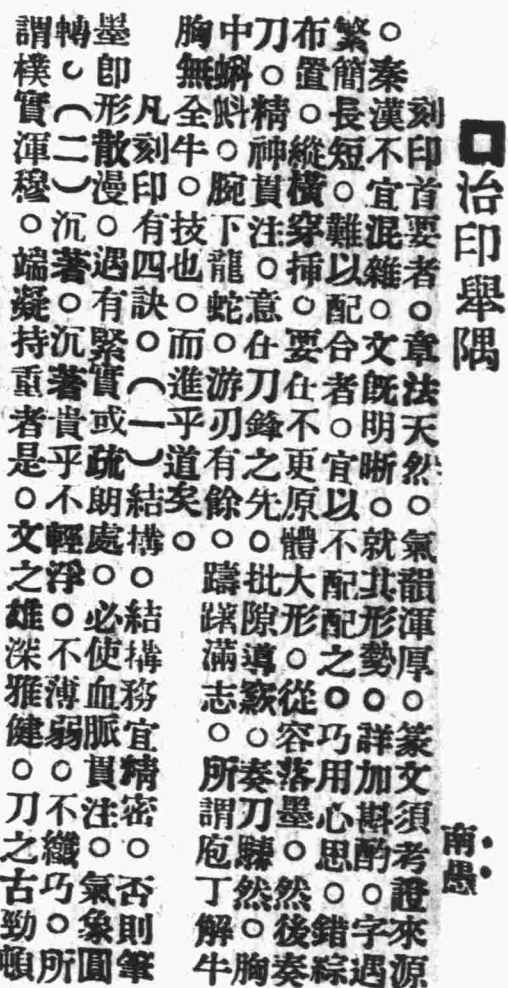 治印舉隅
南愚
刻印首要者。章法天然。氣韻渾厚。篆文須考證來源
。秦漢不宜混雜。文既明晰。就其形勢。詳加斟酌。字遇
繁簡長短。難以配合者。宜以不配配之。巧用心思。錯綜
布置。縱橫穿揷。要在不更原體大形。從容落墨。然後奏
刀。精神貫注。意在刀鋒之先。批隙導窾。奏刀騞然。胸
中蝌蚪。腕下龍蛇。游刃有餘。躊躇滿志。所謂庖丁解牛
胸無全牛。技也。而進乎道矣。
凡刻印有四訣。(一)結構。結構務宜精密。否則筆
墨卽形散漫。遇有緊實或疏朗處。必使血脈貫注。氣象圓
轉。(二)沉著。沉著貴乎不輕浮。不薄弱。不纖巧。所
謂樸實渾穆。端凝持重者是。文之雄深雅健。刀之古勁頓